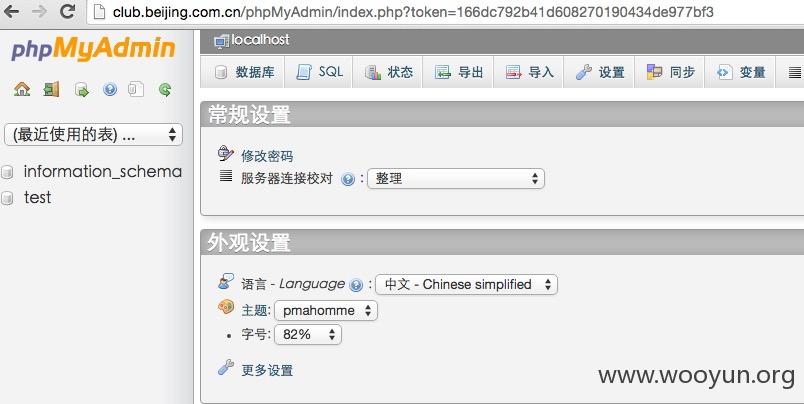 club.beijing.com.cn/phpMyAdmin/index.php?token=166dc792b41d608270190434de977bf3
phpMyAdmin
localhost
数据库 SQL 状态 导出 导入 设置 同步 变量
(最近使用的表) ...
information_schema
test
常规设置
修改密码
服务器连接校对 : 整理
外观设置
语言 - Language : 中文 - Chinese simplified
主题: pmahomme
字号: 82%
更多设置
www.wooyun.org